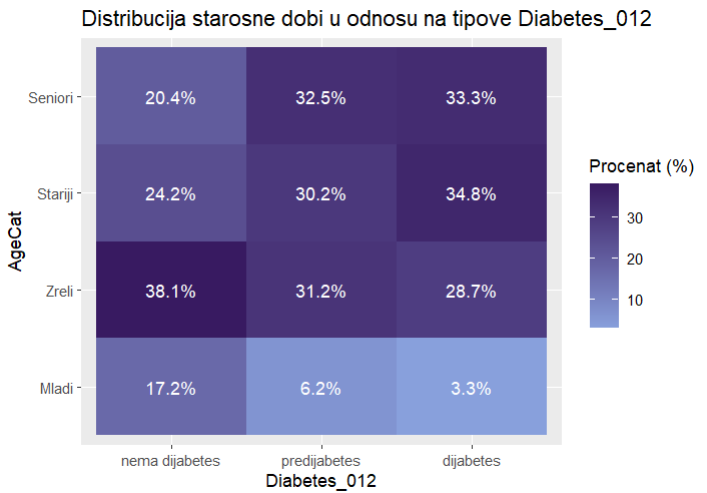 Distribucija starosne dobi u odnosu na tipove Diabetes_012
Seniori 20.4% 32.5% 33.3%
Stariji 24.2% 30.2% 34.8%
Zreli 38.1% 31.2% 28.7%
Mladi 17.2% 6.2% 3.3%
AgeCat
nema dijabetes predijabetes dijabetes
Diabetes_012
Procenat (%)
30
20
10